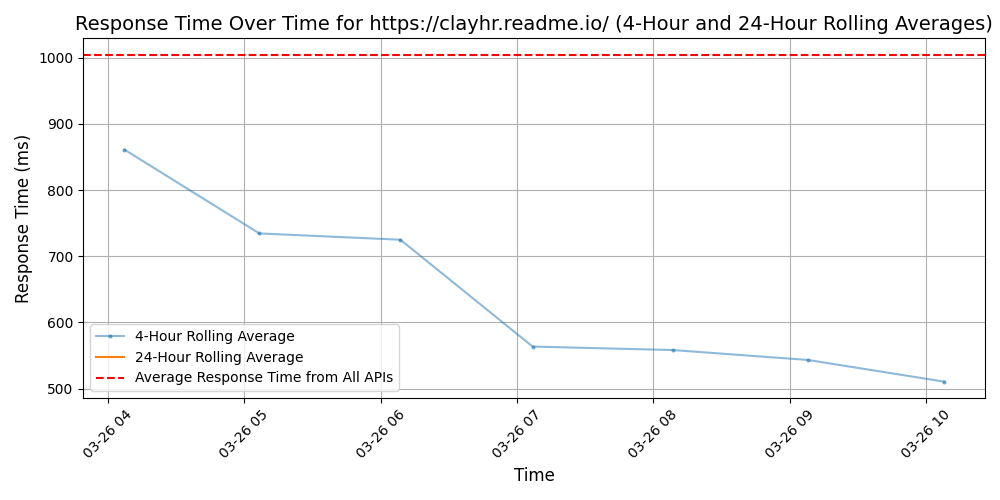 Response Time Over Time for https://clayhr.readme.io/ (4-Hour and 24-Hour Rolling Averages)
Response Time (ms)
1000
900
800
700
600
500
4-Hour Rolling Average
24-Hour Rolling Average
Average Response Time from All APIs
03-26 04
03-26 05
03-26 06
03-26 07
03-26 08
03-26 09
03-26 10
Time